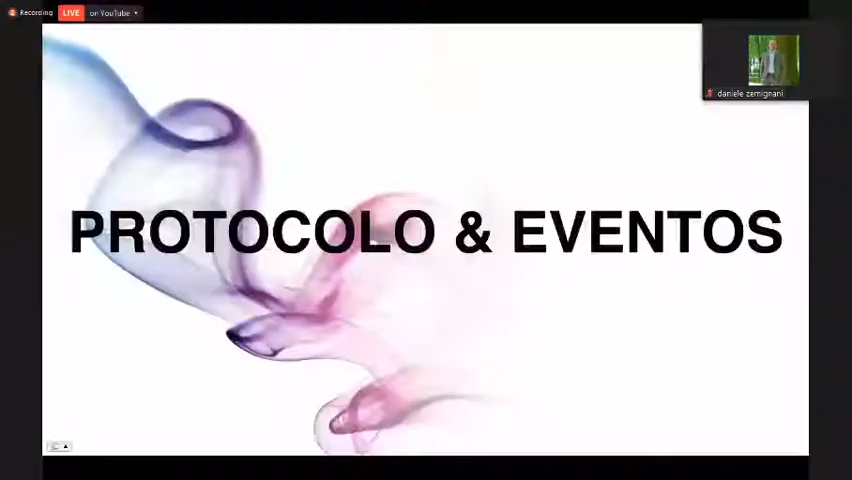 Recording
LIVE on YouTube
daniele zemignani
PROTOCOLO & EVENTOS